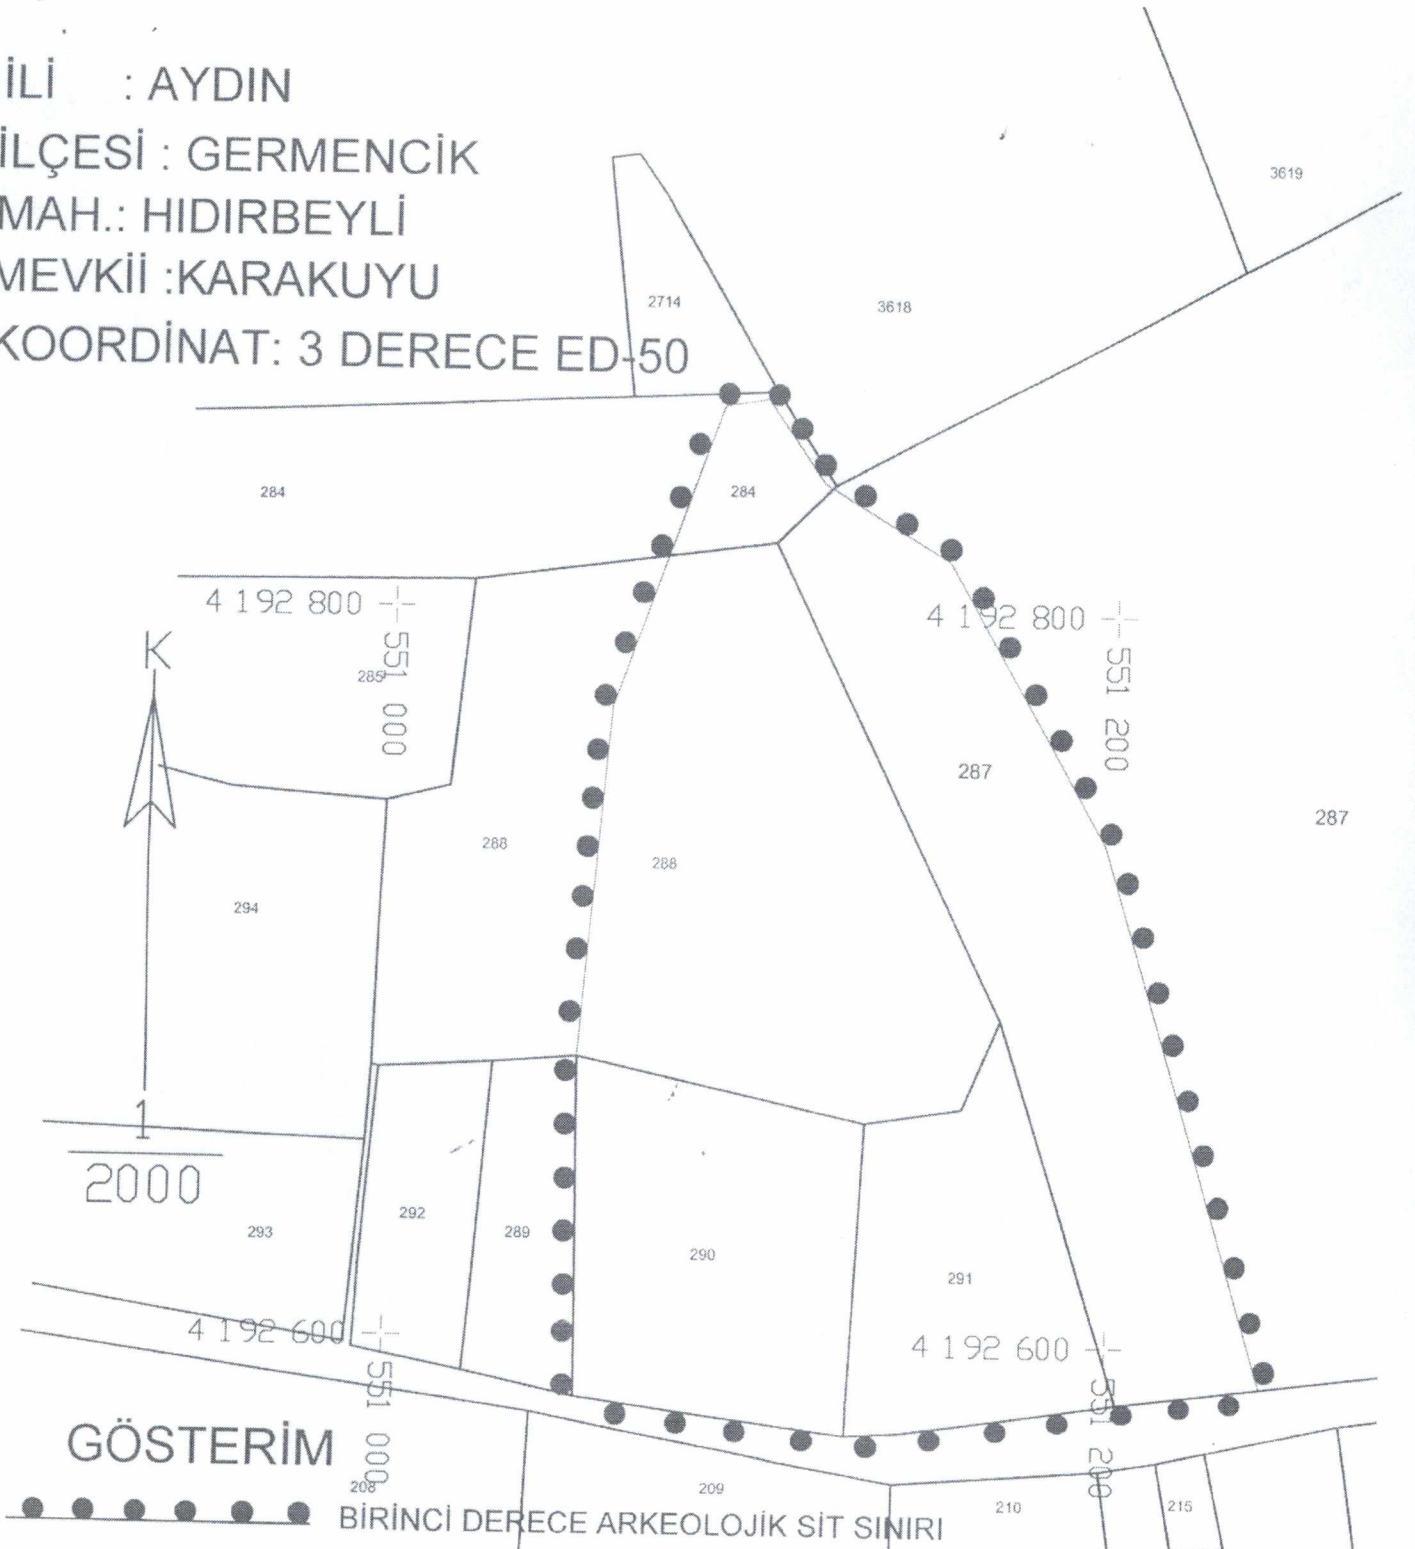 İLİ : AYDIN
İLÇESİ : GERMENCİK
MAH.: HIDIRBEYLİ
MEVKİİ :KARAKUYU
KOORDİNAT: 3 DERECE ED-50
3619
2714
3618
284
284
4 192 800
551 000
4 192 800
551 200
K
285
287
287
288
288
294
1
2000
292
289
293
290
291
4 192 600
551 000
4 192 600
551 200
GÖSTERİM
208
209
210
215
BİRİNCİ DERECE ARKEOLOJİK SİT SINIRI